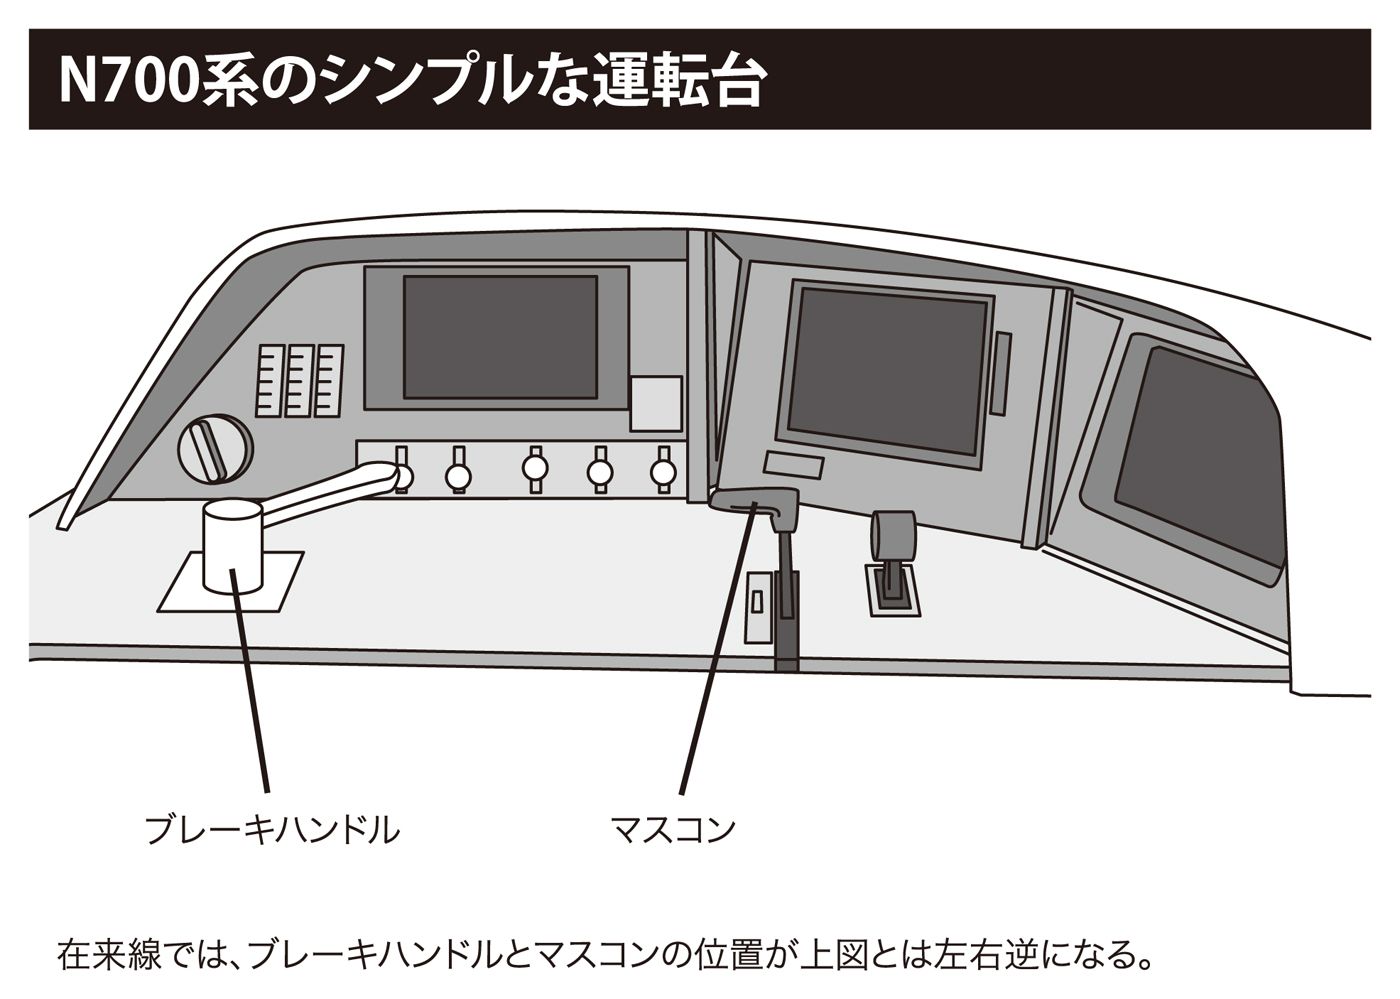 N700系のシンプルな運転台
ブレーキハンドル
マスコン
在来線では、ブレーキハンドルとマスコンの位置が上図とは左右逆になる。